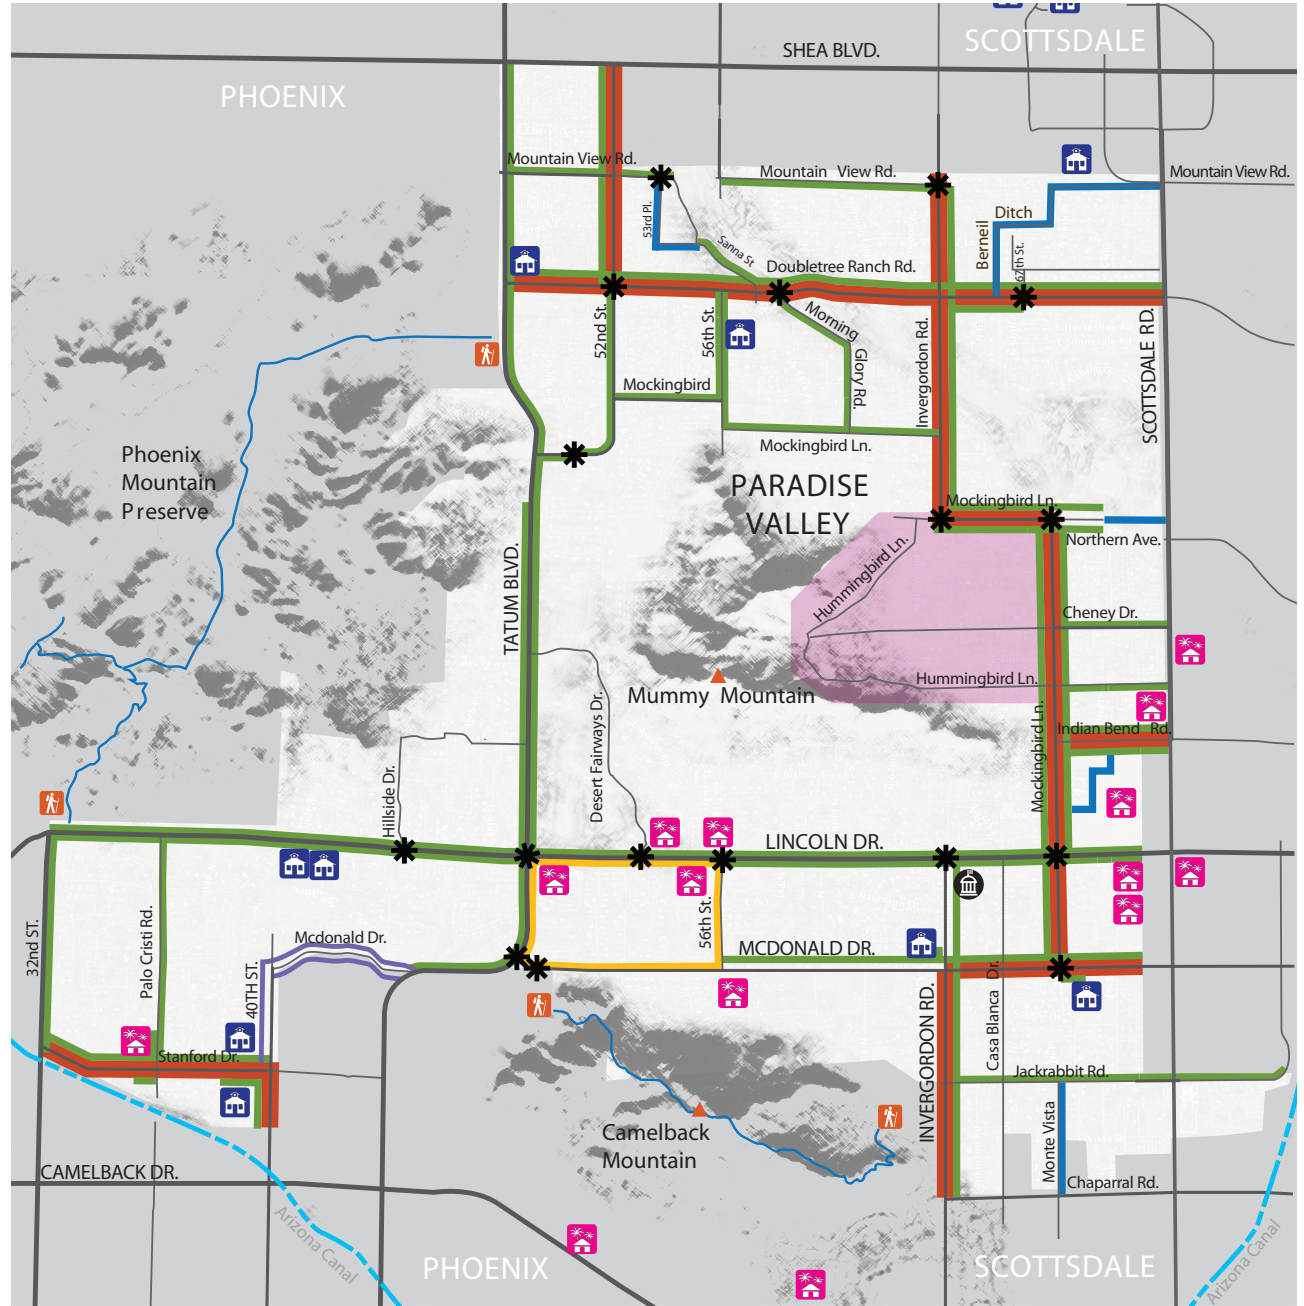 SCOTTSDALE
SHEA BLVD.
PHOENIX
Mountain View Rd.
Mountain View Rd.
Mountain View Rd.
53rd Pl.
Sanna St
Ditch
Berneil
67th St.
Doubletree Ranch Rd.
52nd St.
56th St.
Morning
Glory Rd.
Invergordon Rd.
SCOTTSDALE RD.
Mockingbird
Mockingbird Ln.
Phoenix
Mountain
Preserve
PARADISE
VALLEY
Mockingbird Ln.
Northern Ave.
Hummingbird Ln.
TATUM BLVD.
Cheney Dr.
Hummingbird Ln.
Mummy Mountain
Indian Bend Rd.
Mockingbird Ln.
Desert Fairways Dr.
Hillside Dr.
LINCOLN DR.
32nd ST.
Palo Cristi Rd.
Mcdonald Dr.
40TH ST.
56th St.
MCDONALD DR.
INVERGORDON RD.
Casa Blanca Dr.
Stanford Dr.
Jackrabbit Rd.
Camelback
Mountain
Monte Vista
Chaparral Rd.
CAMELBACK DR.
Arizona Canal
PHOENIX
SCOTTSDALE
Arizona Canal